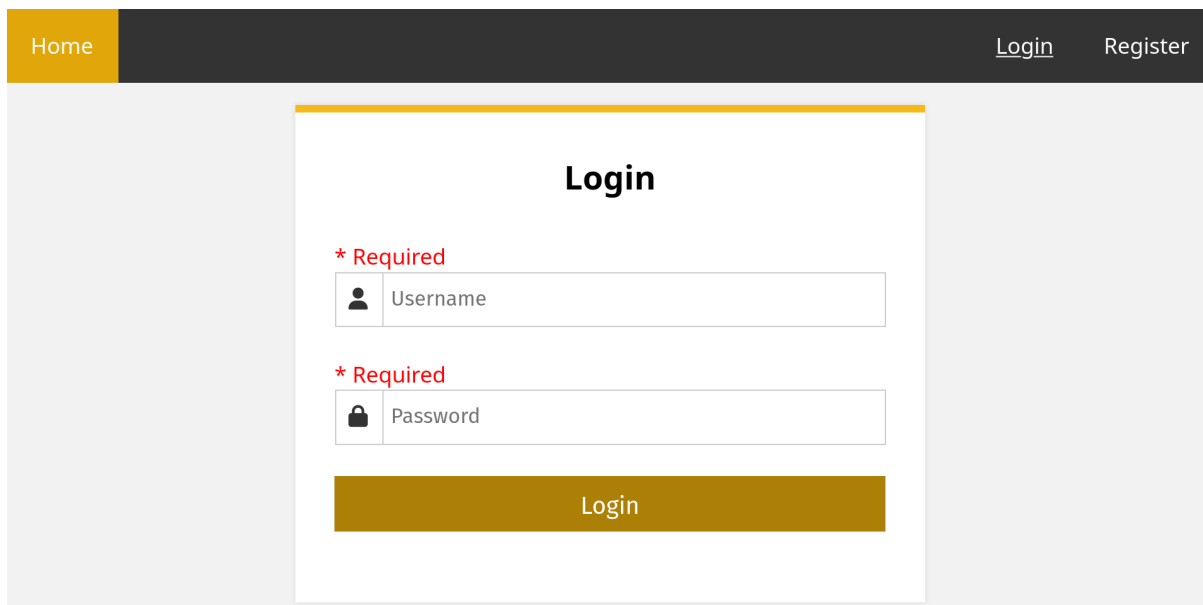 Home Login Register
Login
* Required
Username
* Required
Password
Login